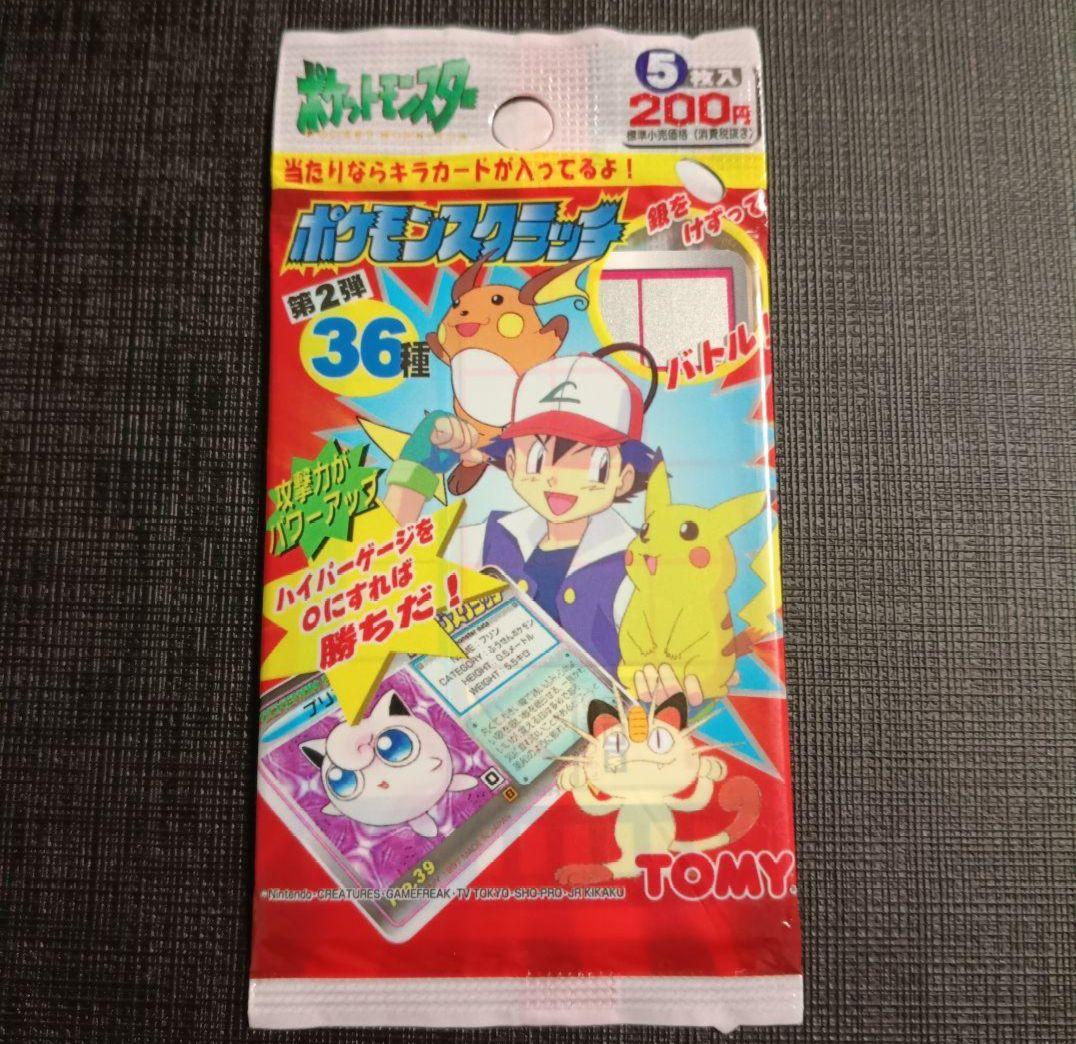 ポケットモンスター
POCKET MONSTERS
5枚入
200円
標準小売価格(消費税抜き)
当たりならキラカードが入ってるよ!
ポケモンスクラッチ
銀を
けずって
バトル!
第2弾
36種
攻撃力が
パワーアップ
ハイパーゲージを
0にすれば
勝ちだ!
NAME:プリン
CATEGORY:ふうせんポケモン
HEIGHT:0.5メートル
WEIGHT:5.5キロ
プリ
No.39
TOMY
Nintendo・CREATURES・GAMEFREAK・TV TOKYO・SHO-PRO・JR KIKAKU